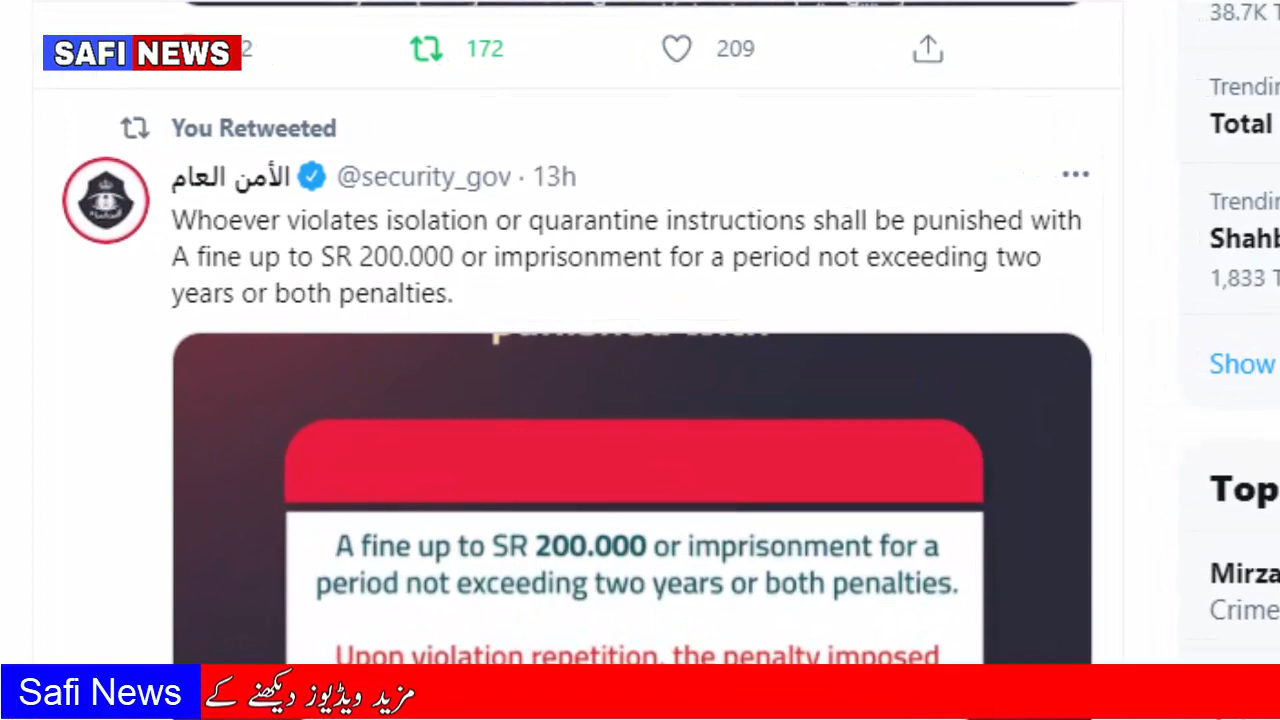 SAFI NEWS
2
172
209
38.7K
You Retweeted
الأمن العام @security_gov · 13h
Whoever violates isolation or quarantine instructions shall be punished with
A fine up to SR 200.000 or imprisonment for a period not exceeding two
years or both penalties.
punished with
A fine up to SR 200.000 or imprisonment for a
period not exceeding two years or both penalties.
Upon violation repetition, the penalty imposed
Total
1,833
Show
Top
Mirza
Crime
Safi News
مزید ویڈیوز دیکھنے کے